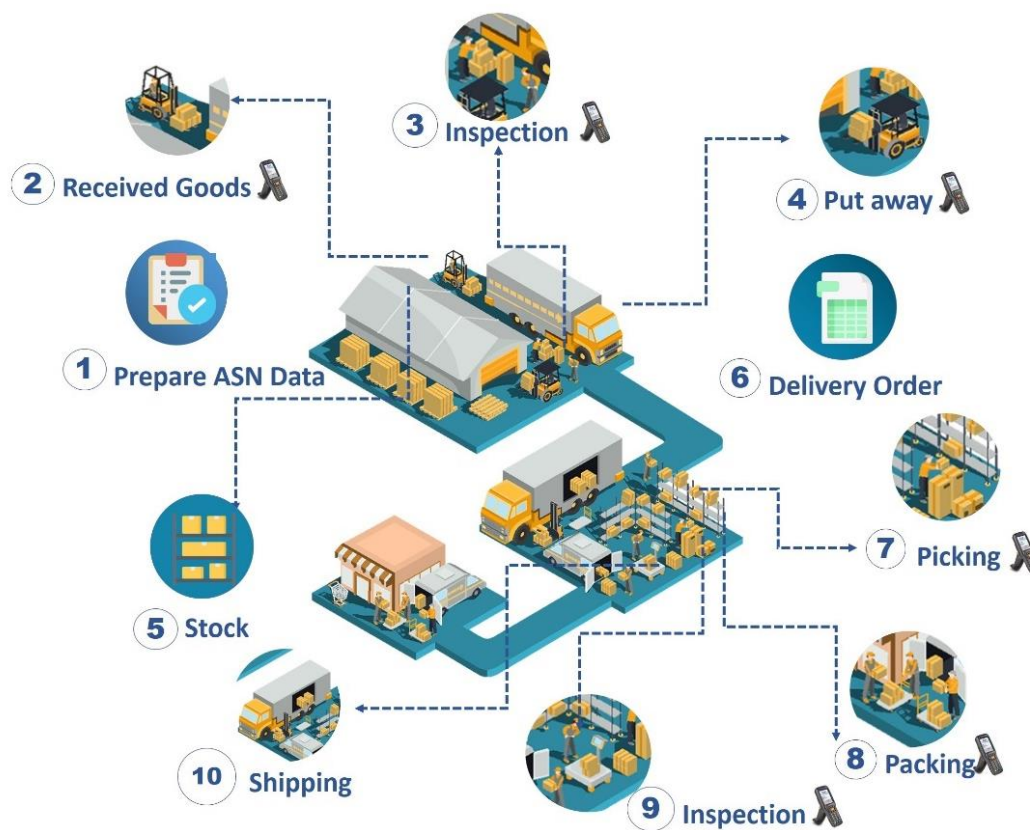 1 Prepare ASN Data
2 Received Goods
3 Inspection
4 Put away
5 Stock
6 Delivery Order
7 Picking
8 Packing
9 Inspection
10 Shipping